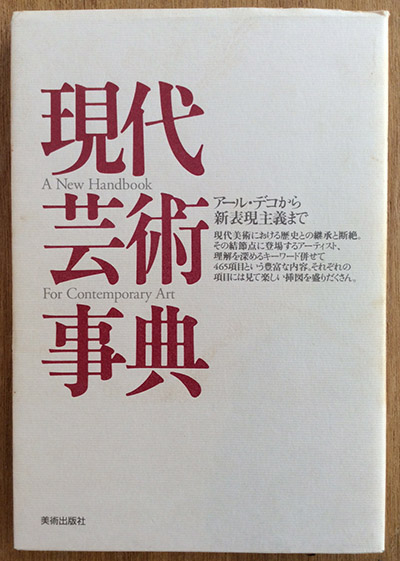 現代
A New Handbook
芸術
For Contemporary Art
事典
アール・デコから
新表現主義まで
現代美術における歴史との継承と断絶。
その結節点に登場するアーティスト、
理解を深めるキーワード併せて
465項目という豊富な内容。それぞれの
項目には見て楽しい挿図を盛りだくさん。
美術出版社